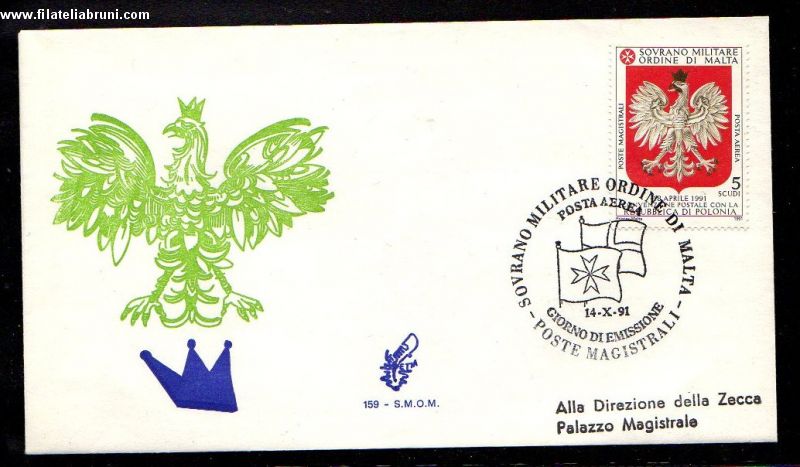 www.filateliabruni.com
SOVRANO MILITARE
ORDINE DI MALTA
POSTE MAGISTRALI
POSTA AEREA
5
SCUDI
APRILE 1991
POSTALE CON LA
REPUBBLICA DI POLONIA
SOVRANO MILITARE ORDINE DI MALTA
POSTA AEREA
14-X-91
GIORNO DI EMISSIONE
- POSTE MAGISTRALI -
159 - S.M.O.M.
Alla Direzione della Zecca
Palazzo Magistrale